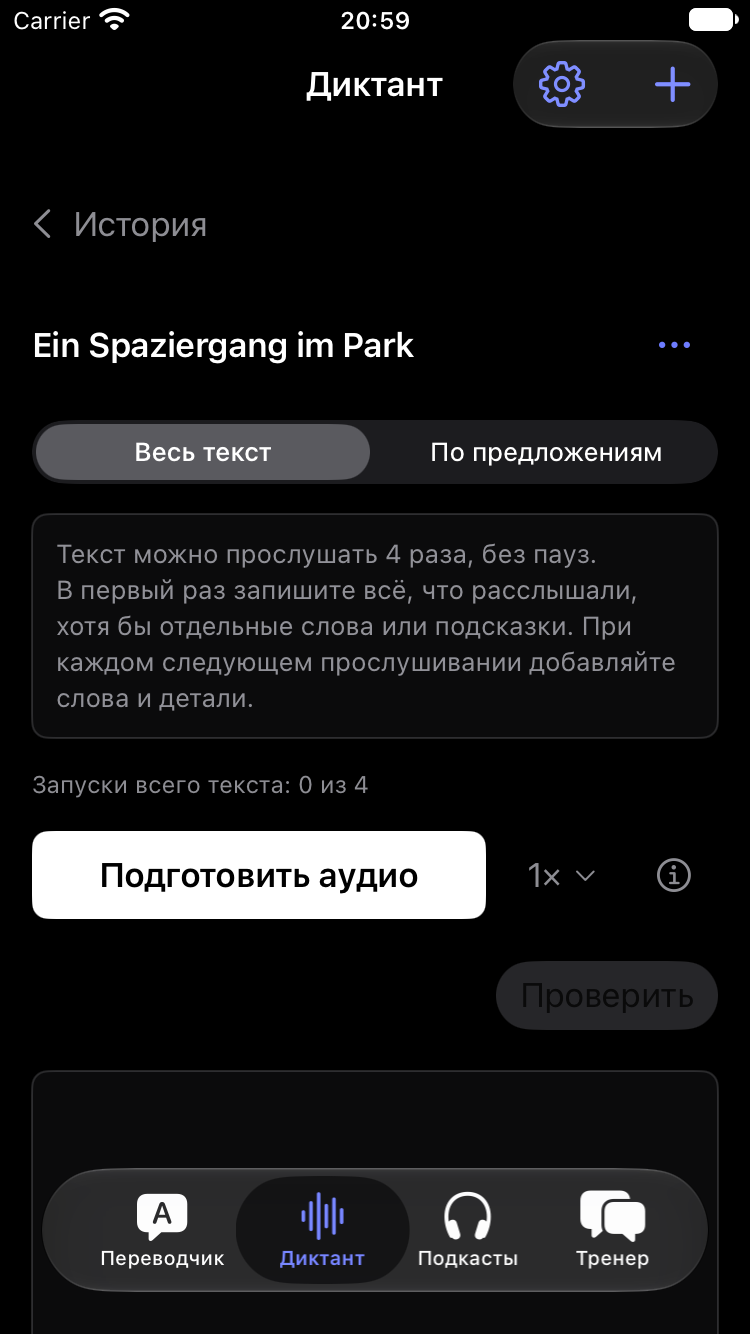 Carrier 20:59
Диктант
История
Ein Spaziergang im Park
Весь текст По предложениям
Текст можно прослушать 4 раза, без пауз.
В первый раз запишите всё, что расслышали,
хотя бы отдельные слова или подсказки. При
каждом следующем прослушивании добавляйте
слова и детали.
Запуски всего текста: 0 из 4
Подготовить аудио 1×
Проверить
Переводчик Диктант Подкасты Тренер